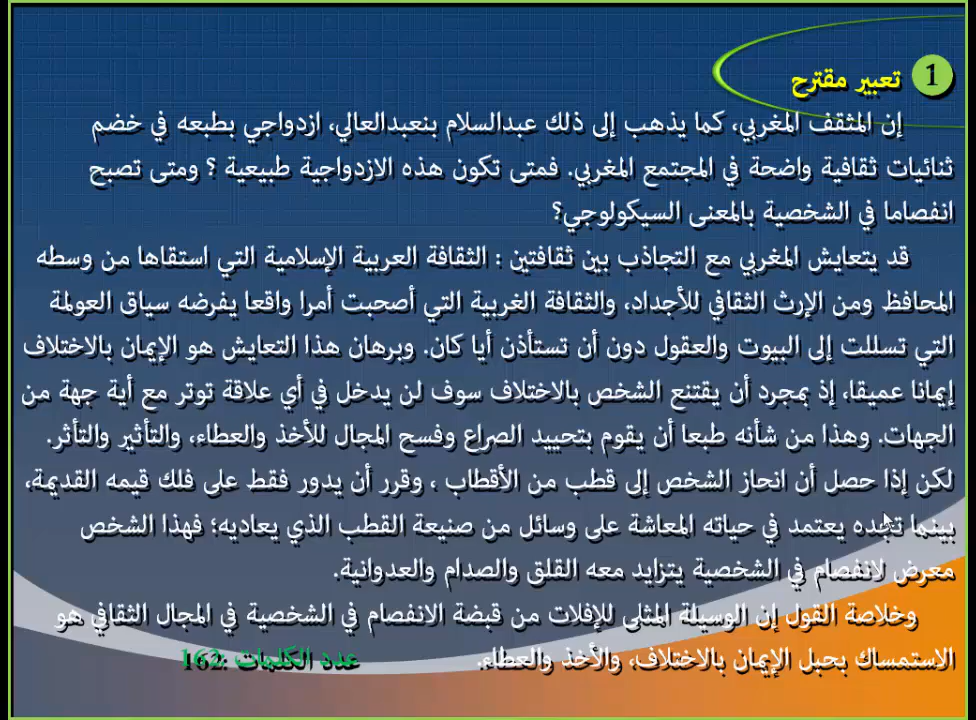 1 تعبير مقترح
إن المثقف المغربي، كما يذهب إلى ذلك عبدالسلام بنعبدالعالي، ازدواجي بطبعه في خضم
ثنائيات ثقافية واضحة في المجتمع المغربي. فمتى تكون هذه الازدواجية طبيعية ؟ ومتى تصبح
انفصاما في الشخصية بالمعنى السيكولوجي؟
قد يتعايش المغربي مع التجاذب بين ثقافتين : الثقافة العربية الإسلامية التي استقاها من وسطه
المحافظ ومن الإرث الثقافي للأجداد، والثقافة الغربية التي أصحبت أمرا واقعا يفرضه سياق العولمة
التي تسللت إلى البيوت والعقول دون أن تستأذن أيا كان. وبرهان هذا التعايش هو الإيمان بالاختلاف
إيمانا عميقا، إذ بمجرد أن يقتنع الشخص بالاختلاف سوف لن يدخل في أي علاقة توتر مع أية جهة من
الجهات. وهذا من شأنه طبعا أن يقوم بتحييد الصراع وفسح المجال للأخذ والعطاء، والتأثير والتأثر.
لكن إذا حصل أن انحاز الشخص إلى قطب من الأقطاب ، وقرر أن يدور فقط على فلك قيمه القديمة،
بينما تجده يعتمد في حياته المعاشة على وسائل من صنيعة القطب الذي يعاديه؛ فهذا الشخص
معرض لانفصام في الشخصية يتزايد معه القلق والصدام والعدوانية.
وخلاصة القول إن الوسيلة المثلى للإفلات من قبضة الانفصام في الشخصية في المجال الثقافي هو
الاستمساك بحبل الإيمان بالاختلاف، والأخذ والعطاء. عدد الكلمات :162